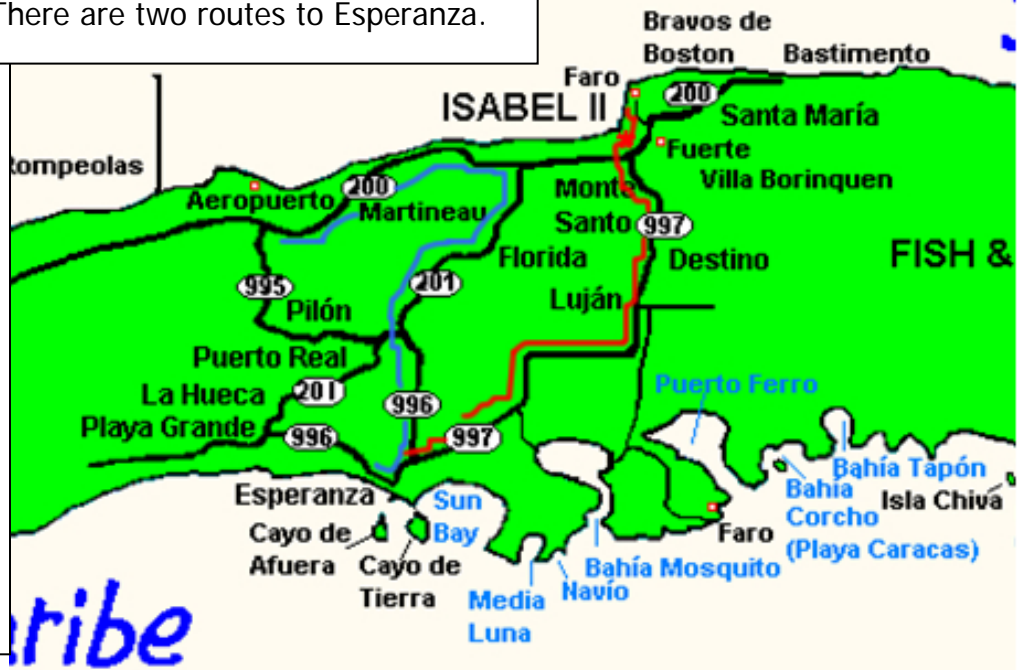 There are two routes to Esperanza.
Bravos de
Boston
Bastimento
Faro
ISABEL II
200
Santa María
Rompeolas
Fuerte
Aeropuerto
200
Martineau
Monte
Santo
Villa Borinquen
997
Florida
Destino
FISH &
995
201
Pilón
Luján
Puerto Real
La Hueca
201
Puerto Ferro
Playa Grande
996
996
997
Esperanza
Sun
Bay
Cayo de
Afuera
Cayo de
Tierra
Media
Luna
Navío
Bahía Mosquito
Faro
Bahía
Corcho
(Playa Caracas)
Bahía Tapón
Isla Chiva
aribe